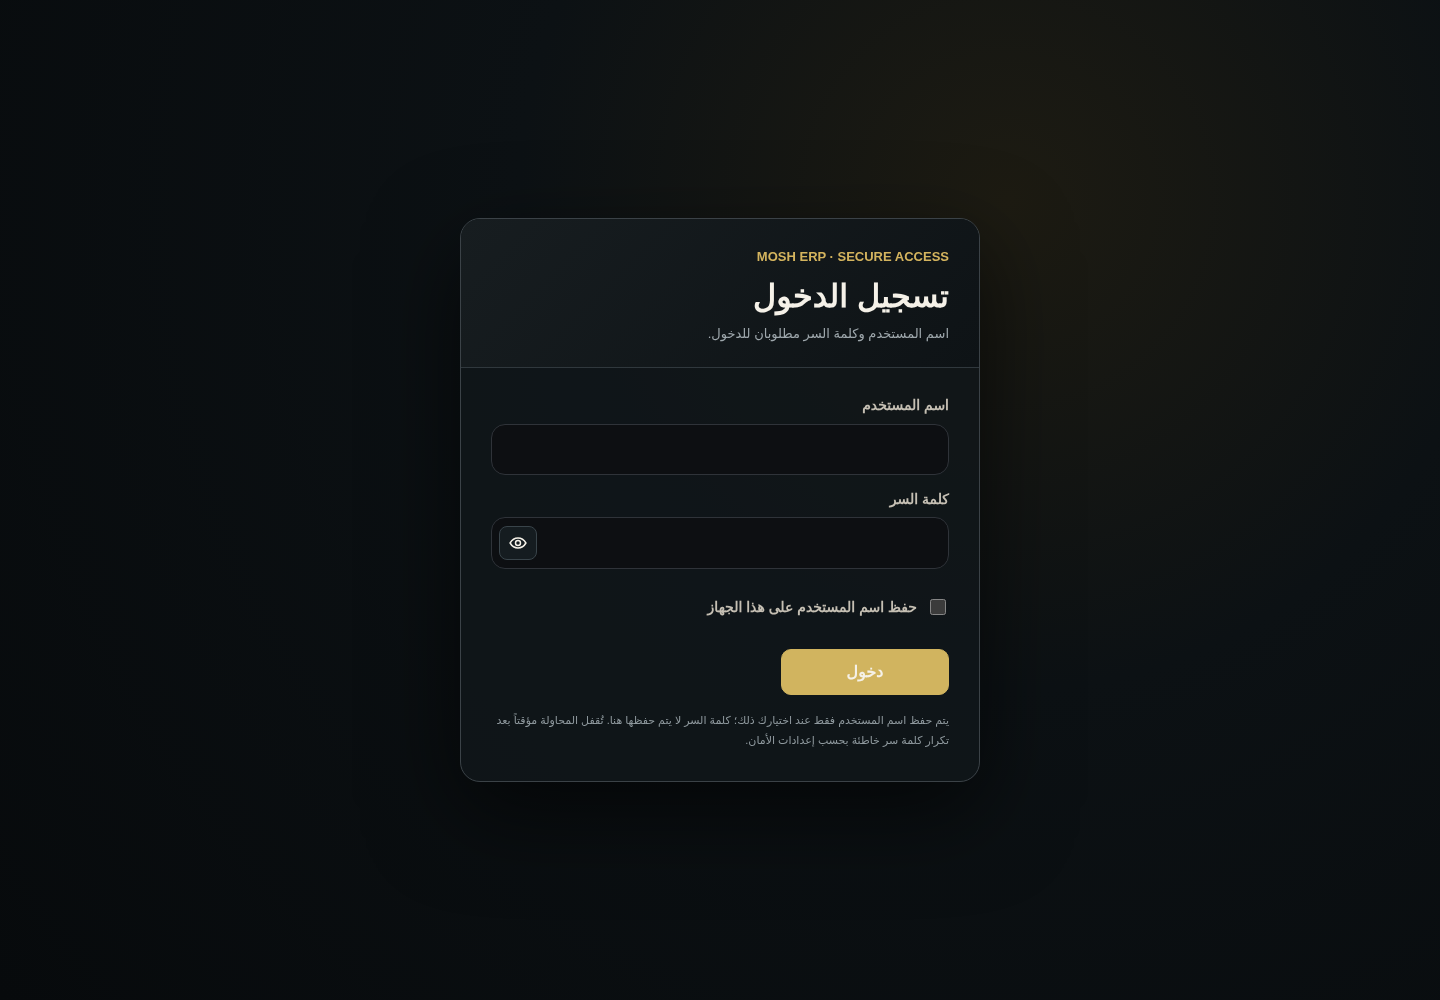 MOSH ERP · SECURE ACCESS
تسجيل الدخول
اسم المستخدم وكلمة السر مطلوبان للدخول.
اسم المستخدم
كلمة السر
حفظ اسم المستخدم على هذا الجهاز
دخول
يتم حفظ اسم المستخدم فقط عند اختيارك ذلك؛ كلمة السر لا يتم حفظها هنا. تُقفل المحاولة مؤقتاً بعد
تكرار كلمة سر خاطئة بحسب إعدادات الأمان.